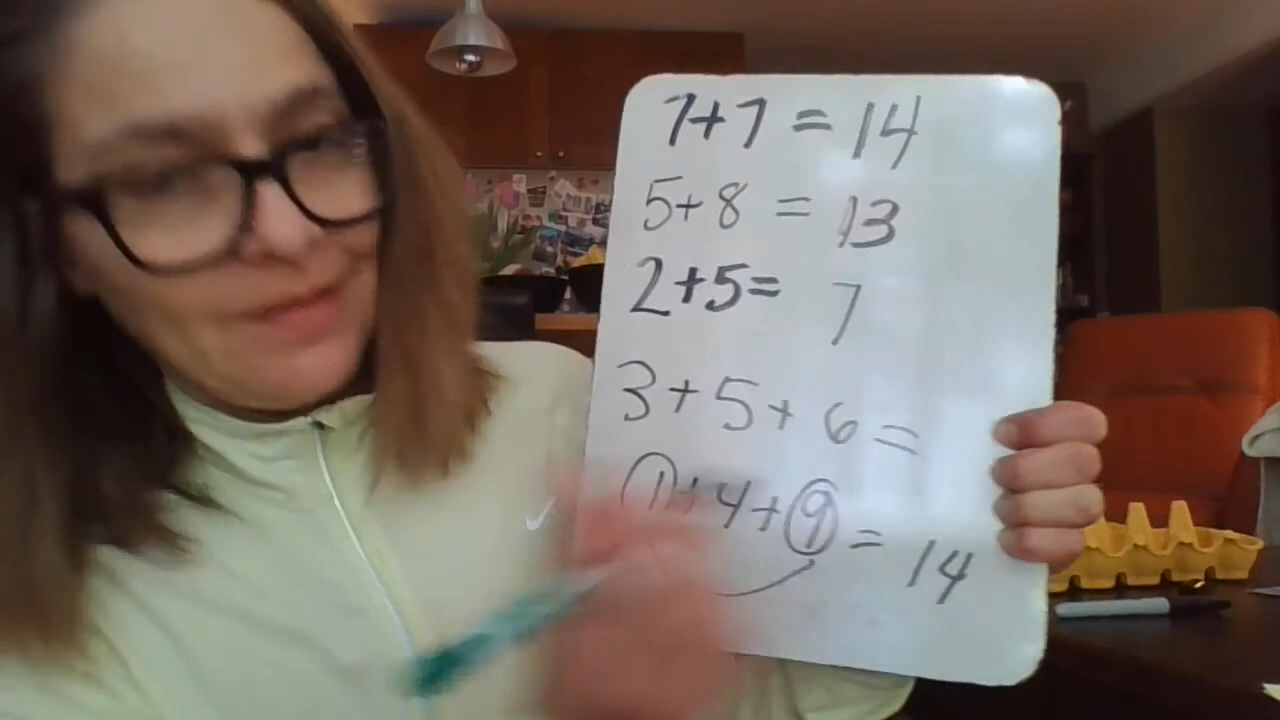 7+7 = 14
5+8 = 13
2+5= 7
3+5+6=
1+4+9= 14